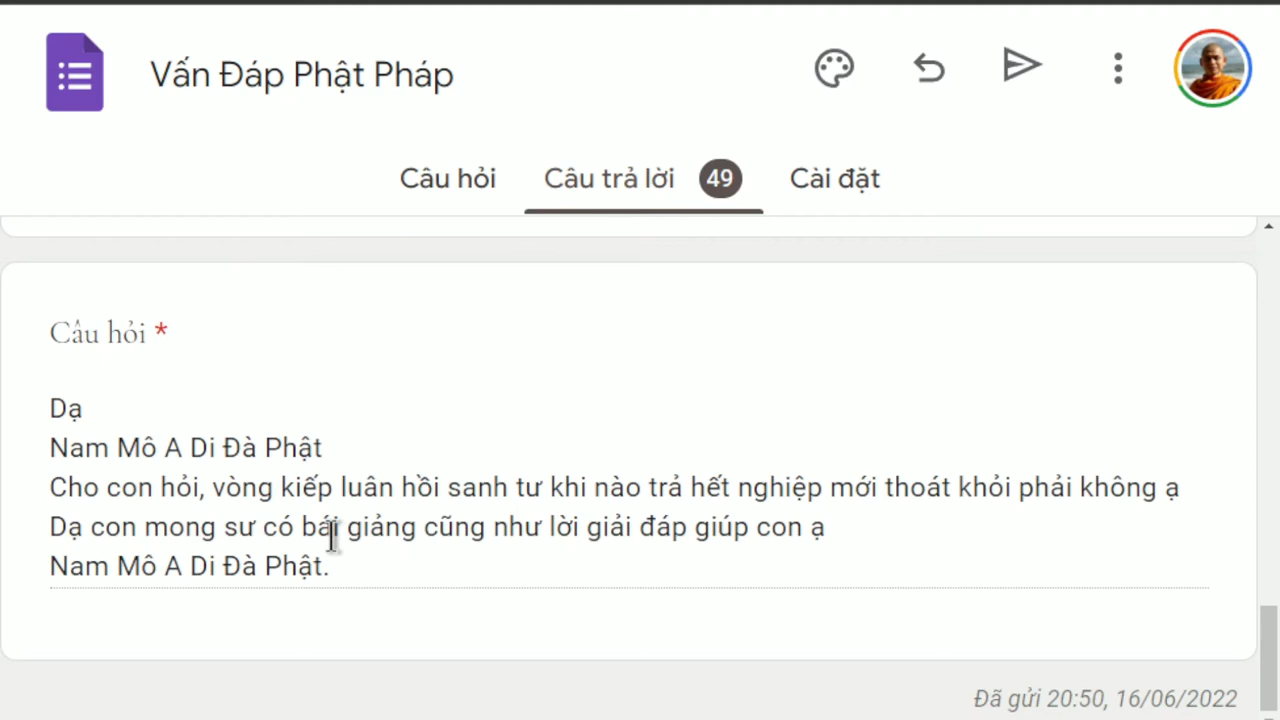 Vấn Đáp Phật Pháp
Câu hỏi
Câu trả lời 49
Cài đặt
Câu hỏi *
Dạ
Nam Mô A Di Đà Phật
Cho con hỏi, vòng kiếp luân hồi sanh tư khi nào trả hết nghiệp mới thoát khỏi phải không ạ
Dạ con mong sư có bái giảng cũng như lời giải đáp giúp con ạ
Nam Mô A Di Đà Phật.
Đã gửi 20:50, 16/06/2022